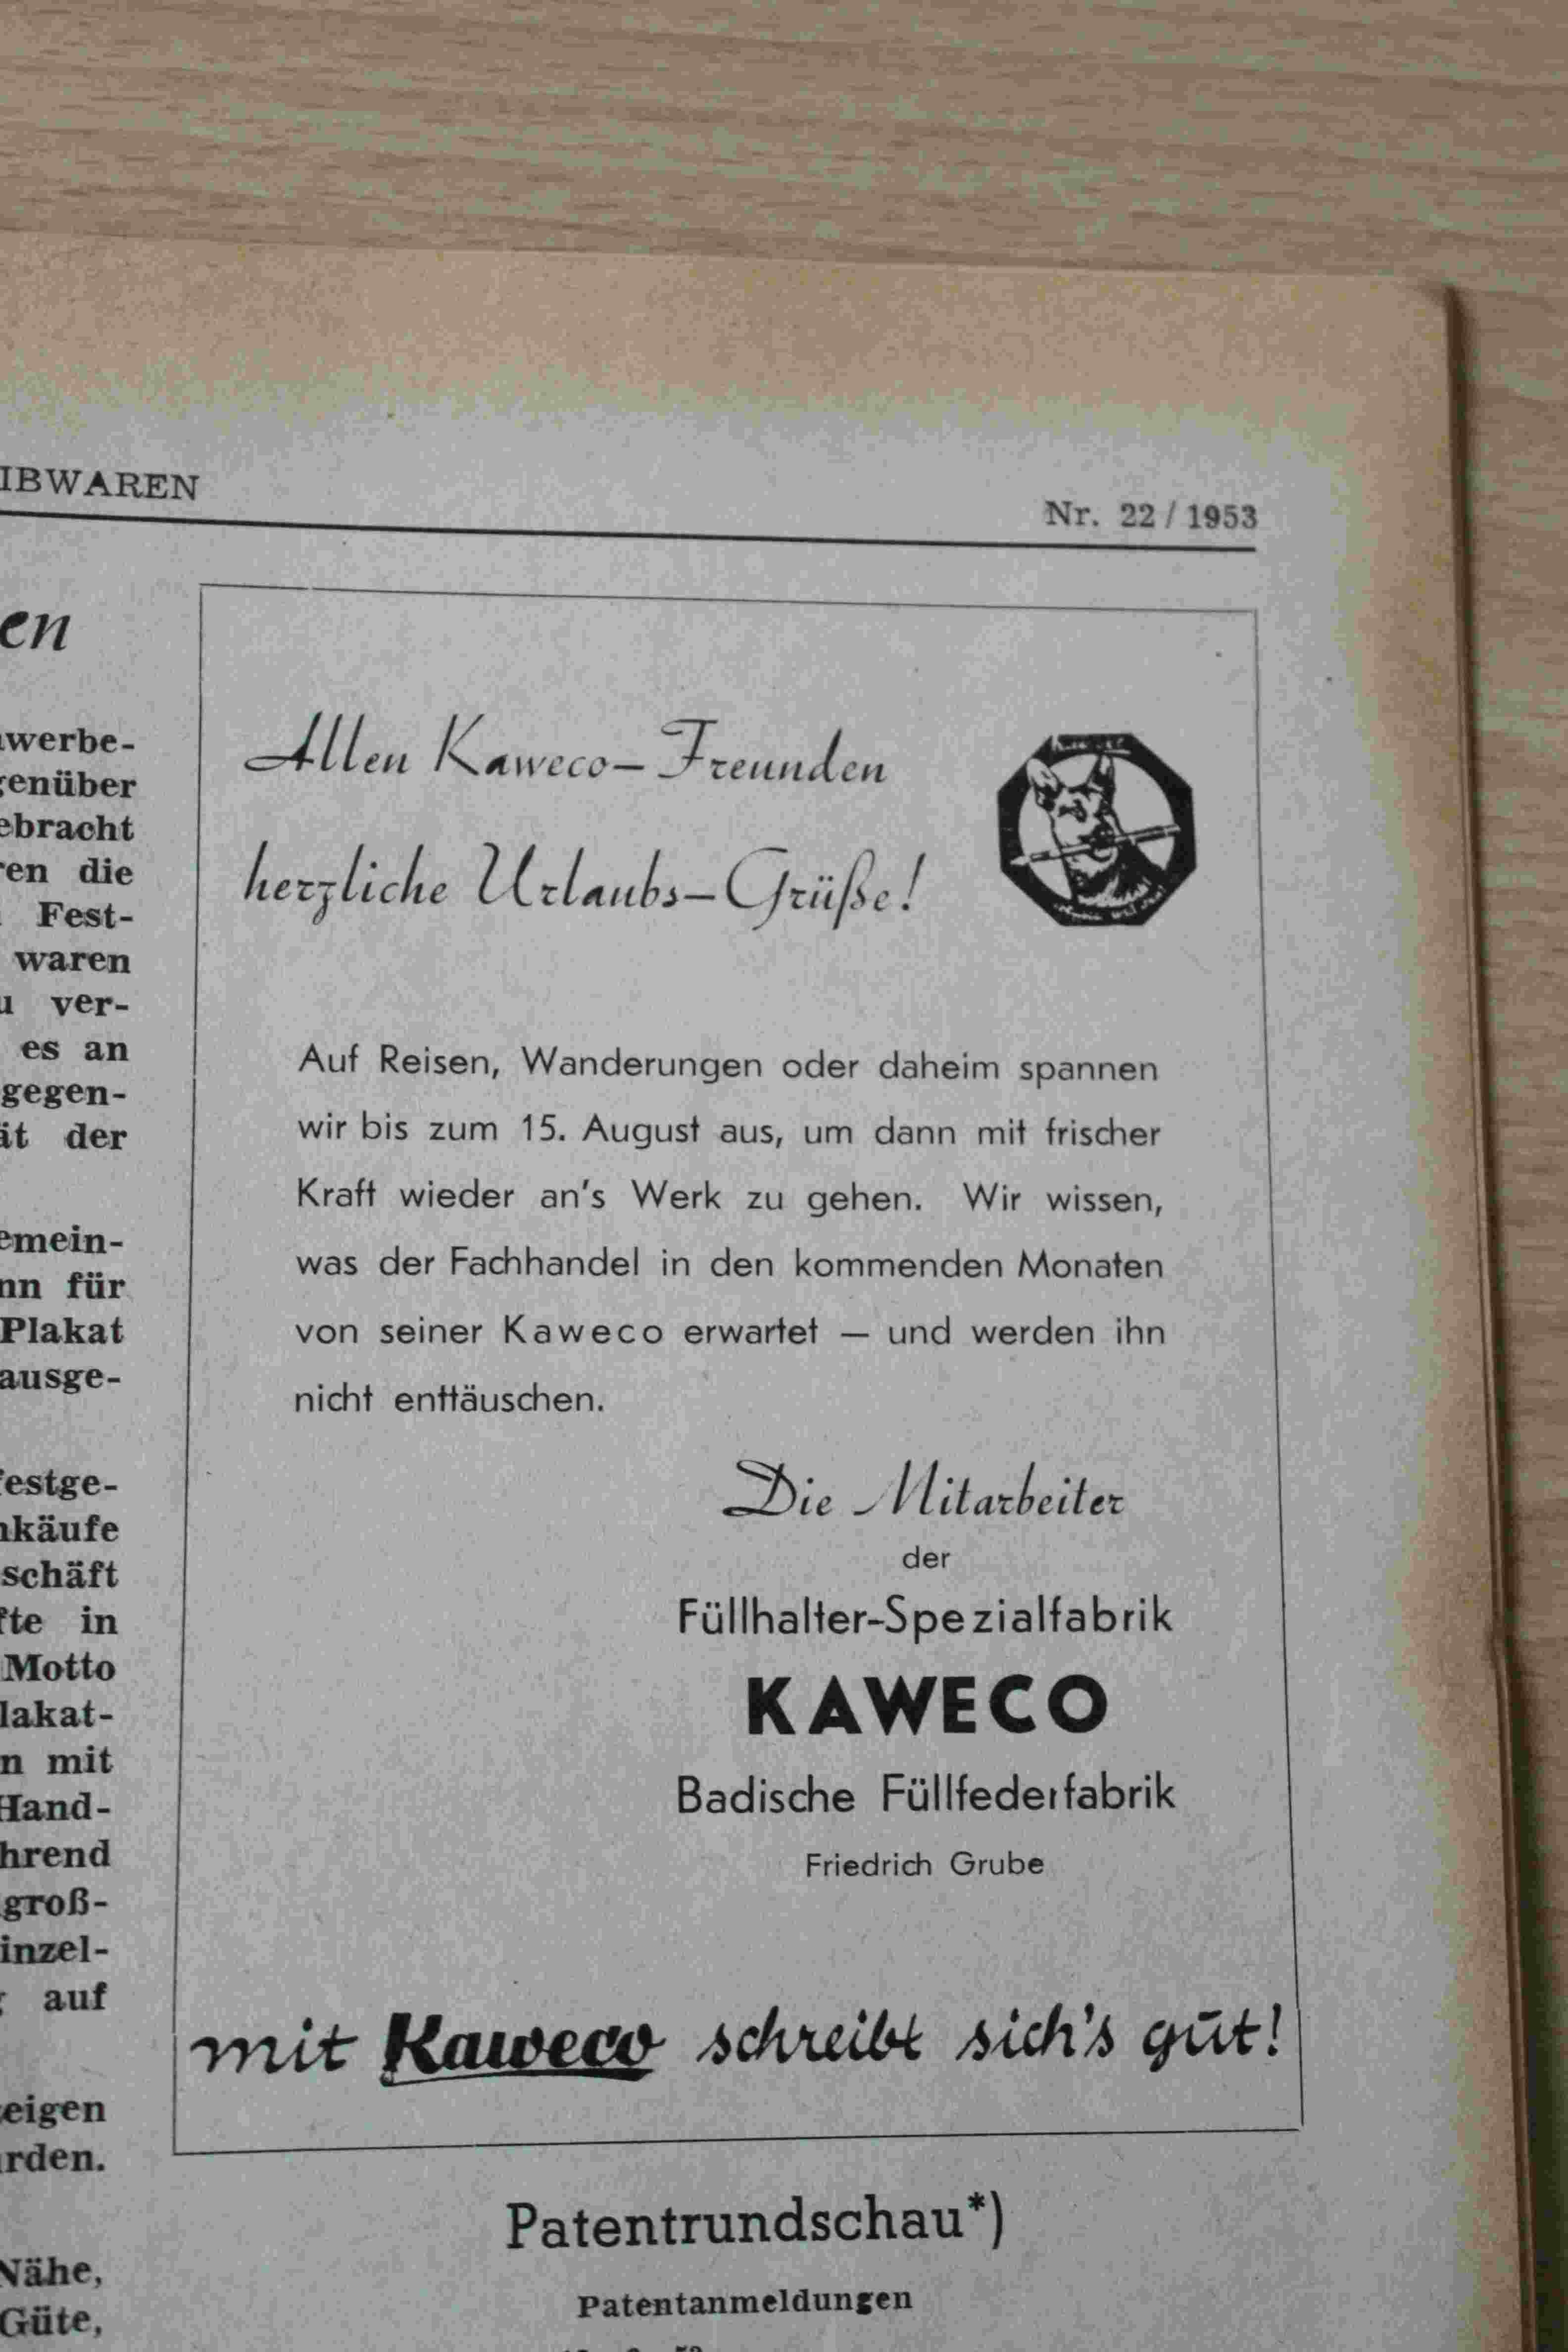 IBWAREN
Nr. 22 / 1953
en
werbe-
genüber
ebracht
en die
Fest-
waren
ver-
es an
gegen-
ät der
emein-
nn für
Plakat
ausge-
festge-
nkäufe
schäft
fte in
Motto
lakat-
n mit
Hand-
hrend
groß-
inzel-
auf
eigen
rden.
Nähe,
Güte,
Allen Kaweco-Freunden
herzliche Urlaubs-Grüße!
Auf Reisen, Wanderungen oder daheim spannen
wir bis zum 15. August aus, um dann mit frischer
Kraft wieder an's Werk zu gehen. Wir wissen,
was der Fachhandel in den kommenden Monaten
von seiner Kaweco erwartet — und werden ihn
nicht enttäuschen.
Die Mitarbeiter
der
Füllhalter-Spezialfabrik
KAWECO
Badische Füllfederfabrik
Friedrich Grube
mit Kaweco schreibt sich's gut!
Patentrundschau*)
Patentanmeldungen